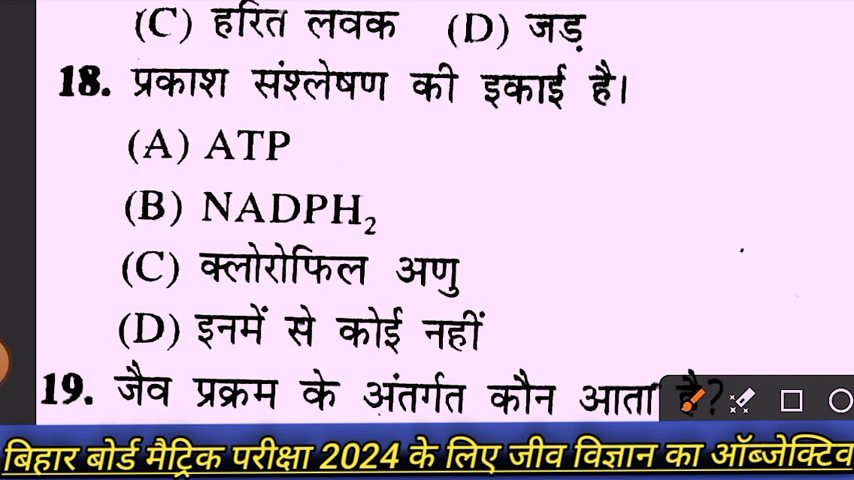 (C) हरित लवक (D) जड़
18. प्रकाश संश्लेषण की इकाई है।
(A) ATP
(B) NADPH₂
(C) क्लोरोफिल अणु
(D) इनमें से कोई नहीं
19. जैव प्रक्रम के अंतर्गत कौन आता है?
बिहार बोर्ड मैट्रिक परीक्षा 2024 के लिए जीव विज्ञान का ऑब्जेक्टिव